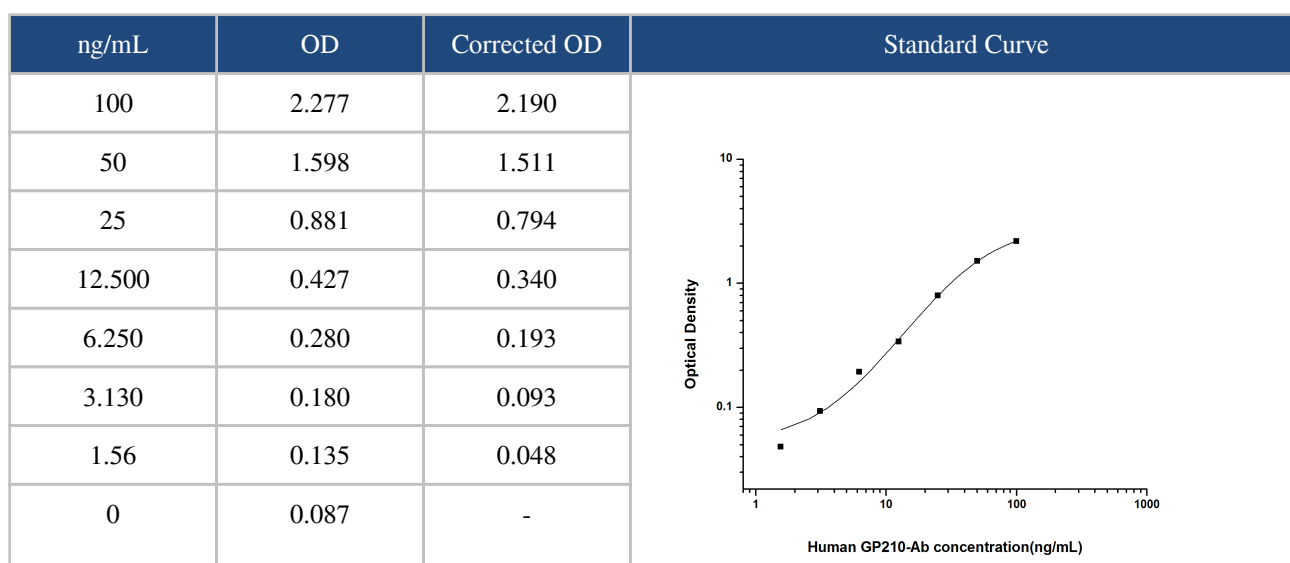 ng/mL OD Corrected OD Standard Curve
100 2.277 2.190
50 1.598 1.511
25 0.881 0.794
12.500 0.427 0.340
6.250 0.280 0.193
3.130 0.180 0.093
1.56 0.135 0.048
0 0.087 -
10
1
0.1
Optical Density
1 10 100 1000
Human GP210-Ab concentration(ng/mL)